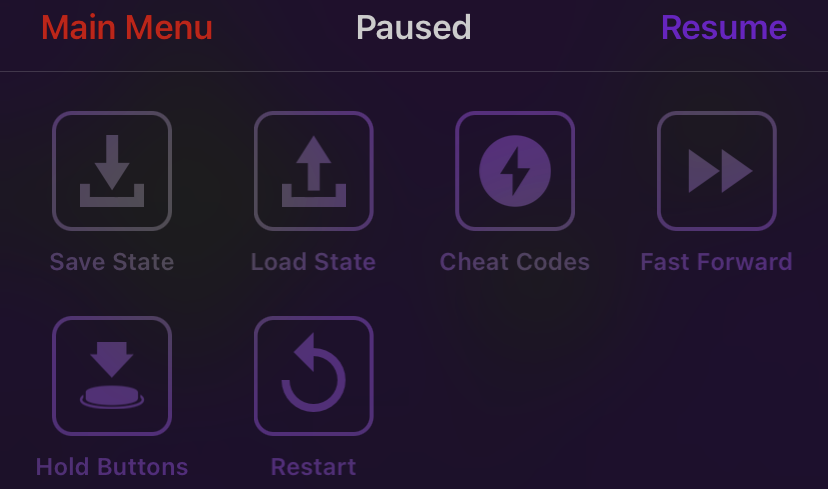 Main Menu Paused Resume
Save State Load State Cheat Codes Fast Forward
Hold Buttons Restart